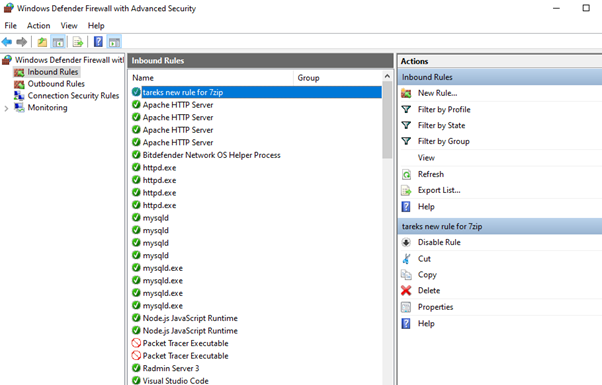 Windows Defender Firewall with Advanced Security
File Action View Help
Windows Defender Firewall witl
Inbound Rules
Outbound Rules
Connection Security Rules
Monitoring
Inbound Rules
Name Group
tareks new rule for 7zip
Apache HTTP Server
Apache HTTP Server
Apache HTTP Server
Apache HTTP Server
Bitdefender Network OS Helper Process
httpd.exe
httpd.exe
httpd.exe
httpd.exe
mysqld
mysqld
mysqld
mysqld
mysqld.exe
mysqld.exe
mysqld.exe
mysqld.exe
Node.js JavaScript Runtime
Node.js JavaScript Runtime
Packet Tracer Executable
Packet Tracer Executable
Radmin Server 3
Visual Studio Code
Actions
Inbound Rules
New Rule...
Filter by Profile
Filter by State
Filter by Group
View
Refresh
Export List...
Help
tareks new rule for 7zip
Disable Rule
Cut
Copy
Delete
Properties
Help